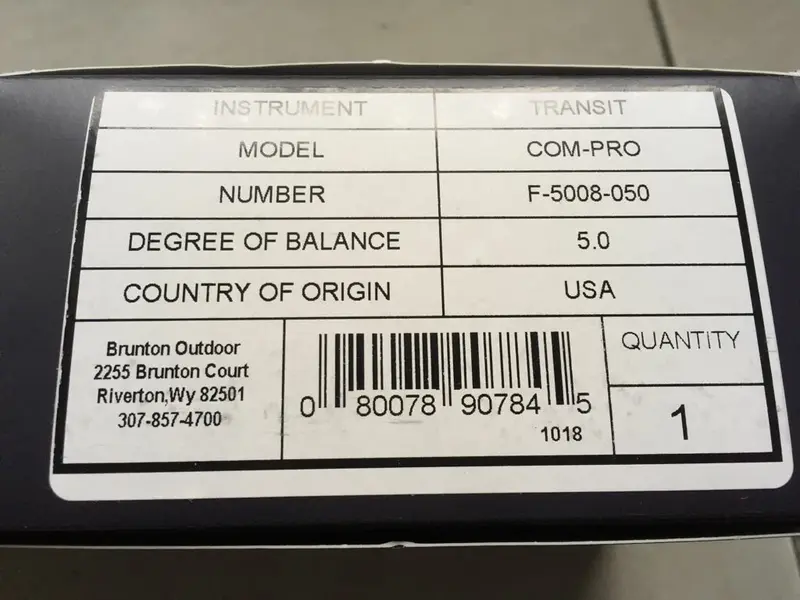 INSTRUMENT TRANSIT
MODEL COM-PRO
NUMBER F-5008-050
DEGREE OF BALANCE 5.0
COUNTRY OF ORIGIN USA
Brunton Outdoor
2255 Brunton Court
Riverton,Wy 82501
307-857-4700
0 80078 90784 5
1018
QUANTITY
1